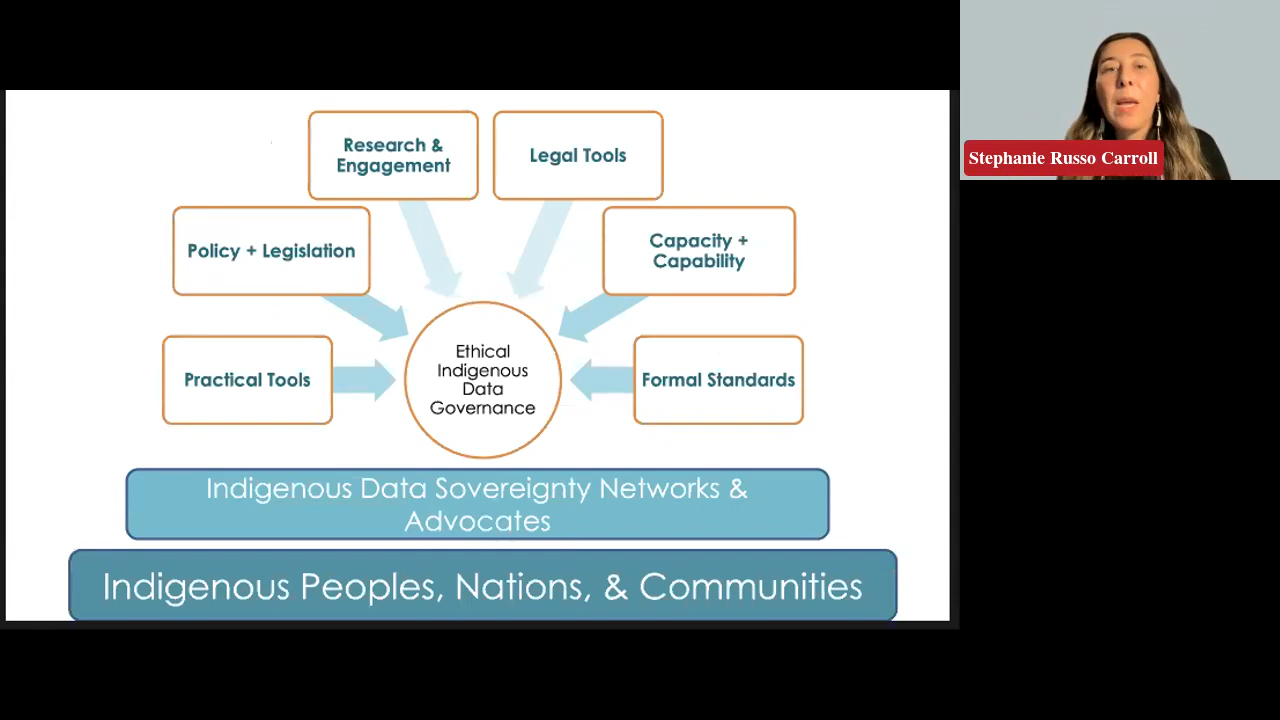 Research &
Engagement
Legal Tools
Policy + Legislation
Capacity +
Capability
Practical Tools
Ethical
Indigenous
Data
Governance
Formal Standards
Indigenous Data Sovereignty Networks &
Advocates
Indigenous Peoples, Nations, & Communities
Stephanie Russo Carroll